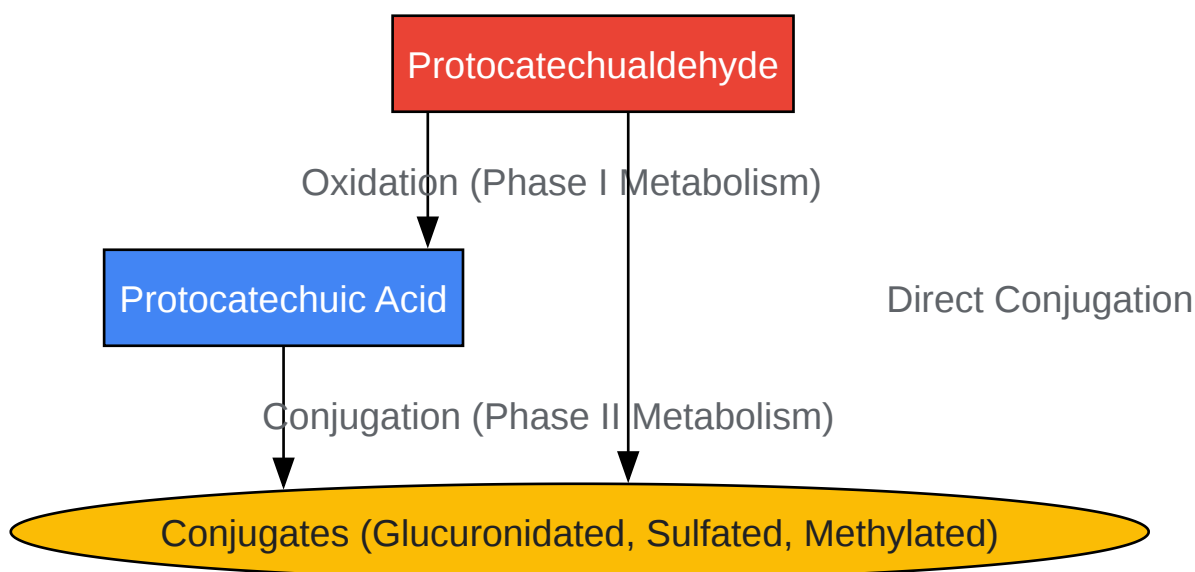 Protocatechualdehyde
Oxidation (Phase I Metabolism)
Protocatechuic Acid
Direct Conjugation
Conjugation (Phase II Metabolism)
Conjugates (Glucuronidated, Sulfated, Methylated)